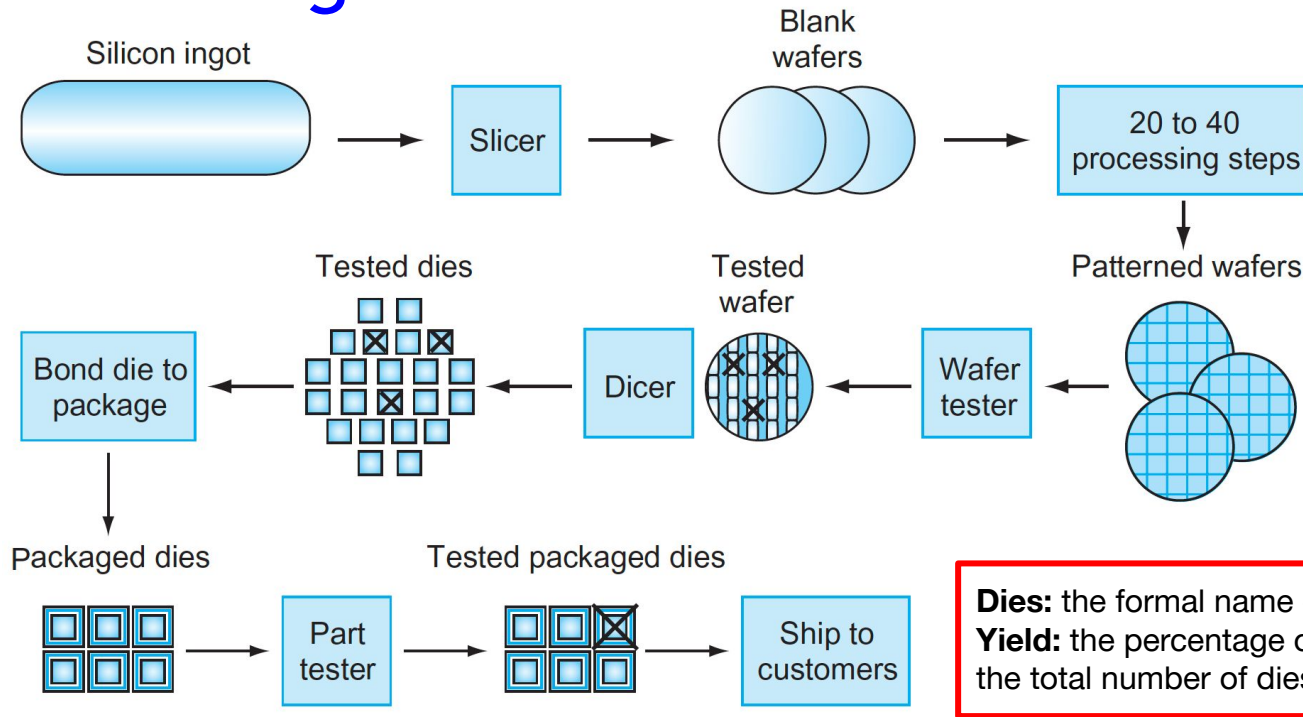 Silicon ingot
Slicer
Blank
wafers
20 to 40
processing steps
Tested dies
Tested
wafer
Patterned wafers
Bond die to
package
Dicer
Wafer
tester
Packaged dies
Tested packaged dies
Part
tester
Ship to
customers
Dies: the formal name
Yield: the percentage
the total number of dies